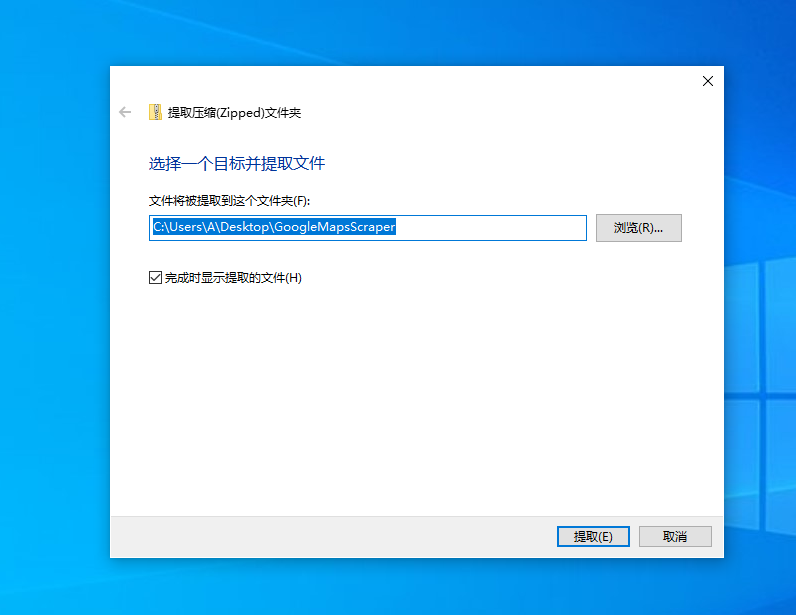 提取压缩(Zipped)文件夹
选择一个目标并提取文件
文件将被提取到这个文件夹(F):
C:\Users\A\Desktop\GoogleMapsScraper
浏览(R)...
完成时显示提取的文件(H)
提取(E)
取消